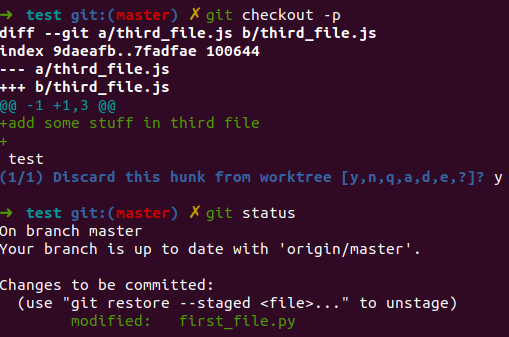 ➜ test git:(master) ✗ git checkout -p
diff --git a/third_file.js b/third_file.js
index 9daeafb..7fadfae 100644
--- a/third_file.js
+++ b/third_file.js
@@ -1 +1,3 @@
+add some stuff in third file
+
 test
(1/1) Discard this hunk from worktree [y,n,q,a,d,e,?]? y
➜ test git:(master) ✗ git status
On branch master
Your branch is up to date with 'origin/master'.

Changes to be committed:
  (use "git restore --staged <file>..." to unstage)
        modified:   first_file.py